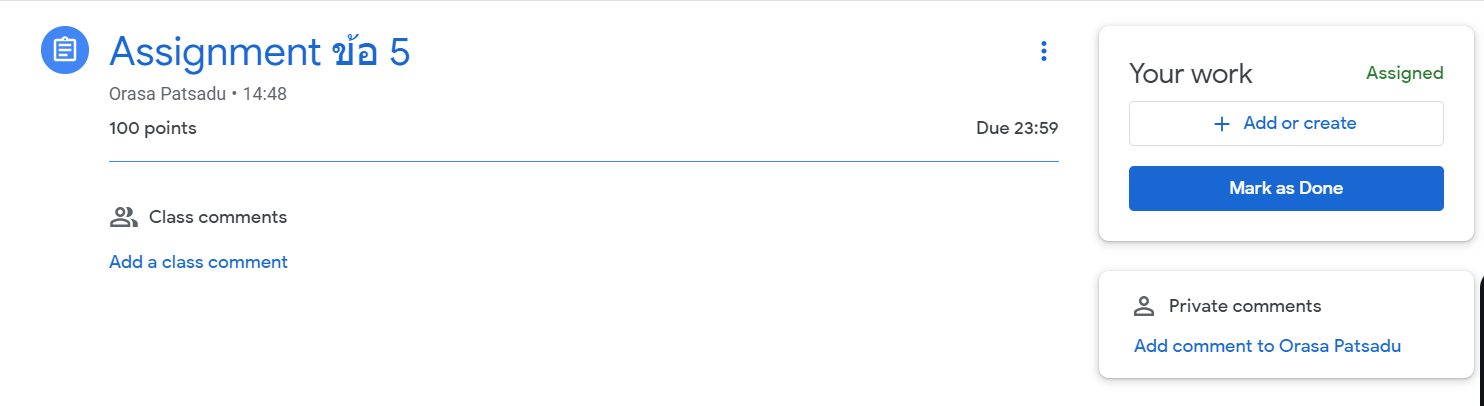 Assignment ข้อ 5
Orasa Patsadu • 14:48
100 points
Due 23:59
Class comments
Add a class comment
Your work
Assigned
+ Add or create
Mark as Done
Private comments
Add comment to Orasa Patsadu